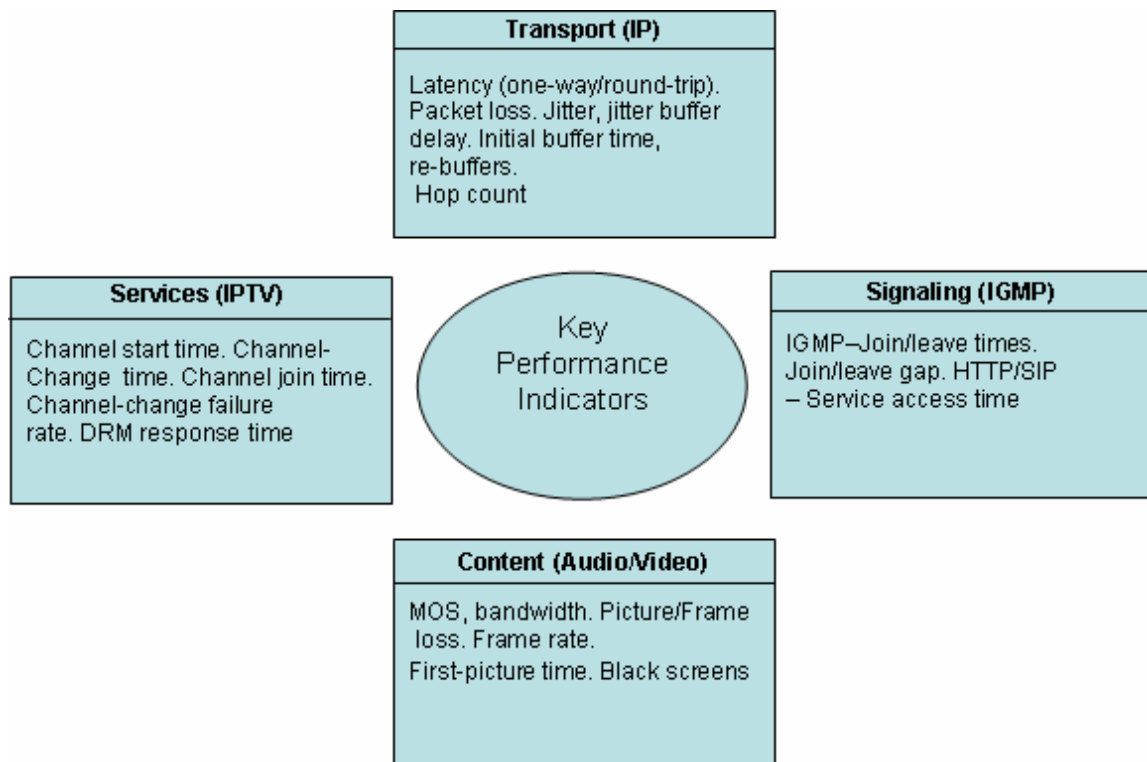 Transport (IP)
Latency (one-way/round-trip).
Packet loss. Jitter, jitter buffer
delay. Initial buffer time,
re-buffers.
Hop count
Services (IPTV)
Channel start time. Channel-
Change time. Channel join time.
Channel-change failure
rate. DRM response time
Key
Performance
Indicators
Signaling (IGMP)
IGMP–Join/leave times.
Join/leave gap. HTTP/SIP
– Service access time
Content (Audio/Video)
MOS, bandwidth. Picture/Frame
loss. Frame rate.
First-picture time. Black screens